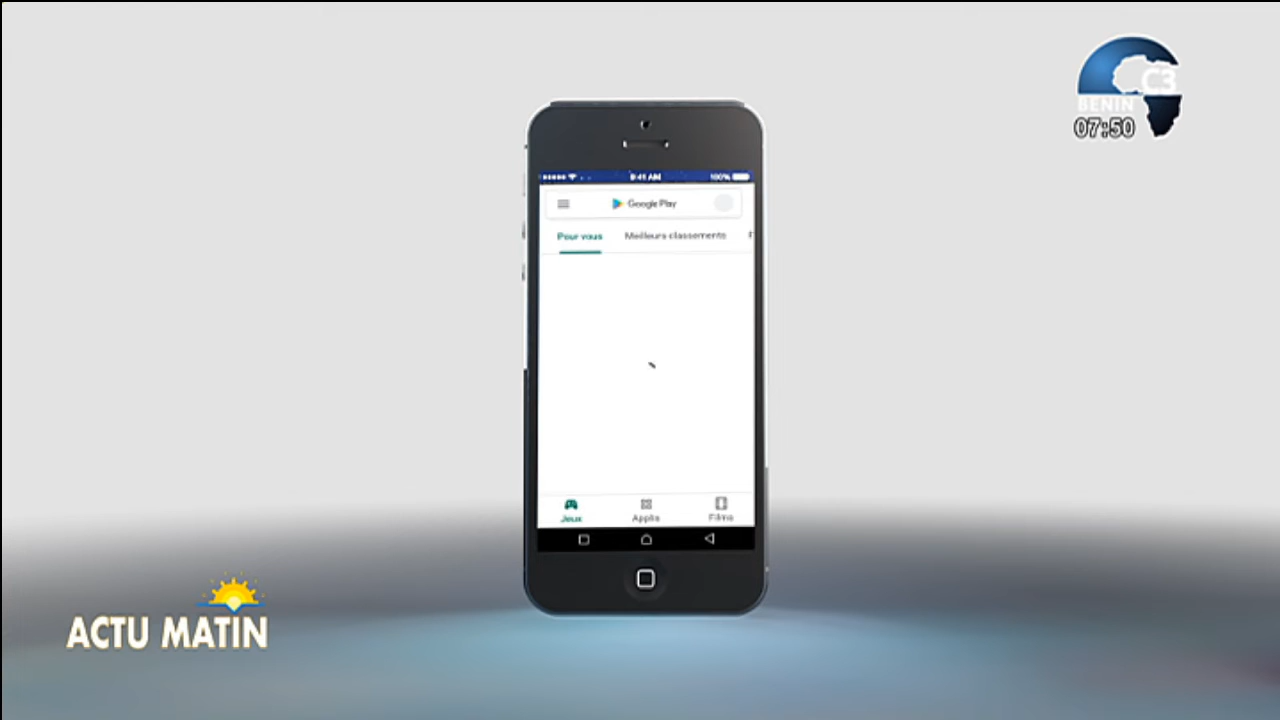 C3
BENIN
07:50
9:41 AM
100%
Google Play
Pour vous
Meilleurs classements
Jeux
Applis
Films
ACTU MATIN